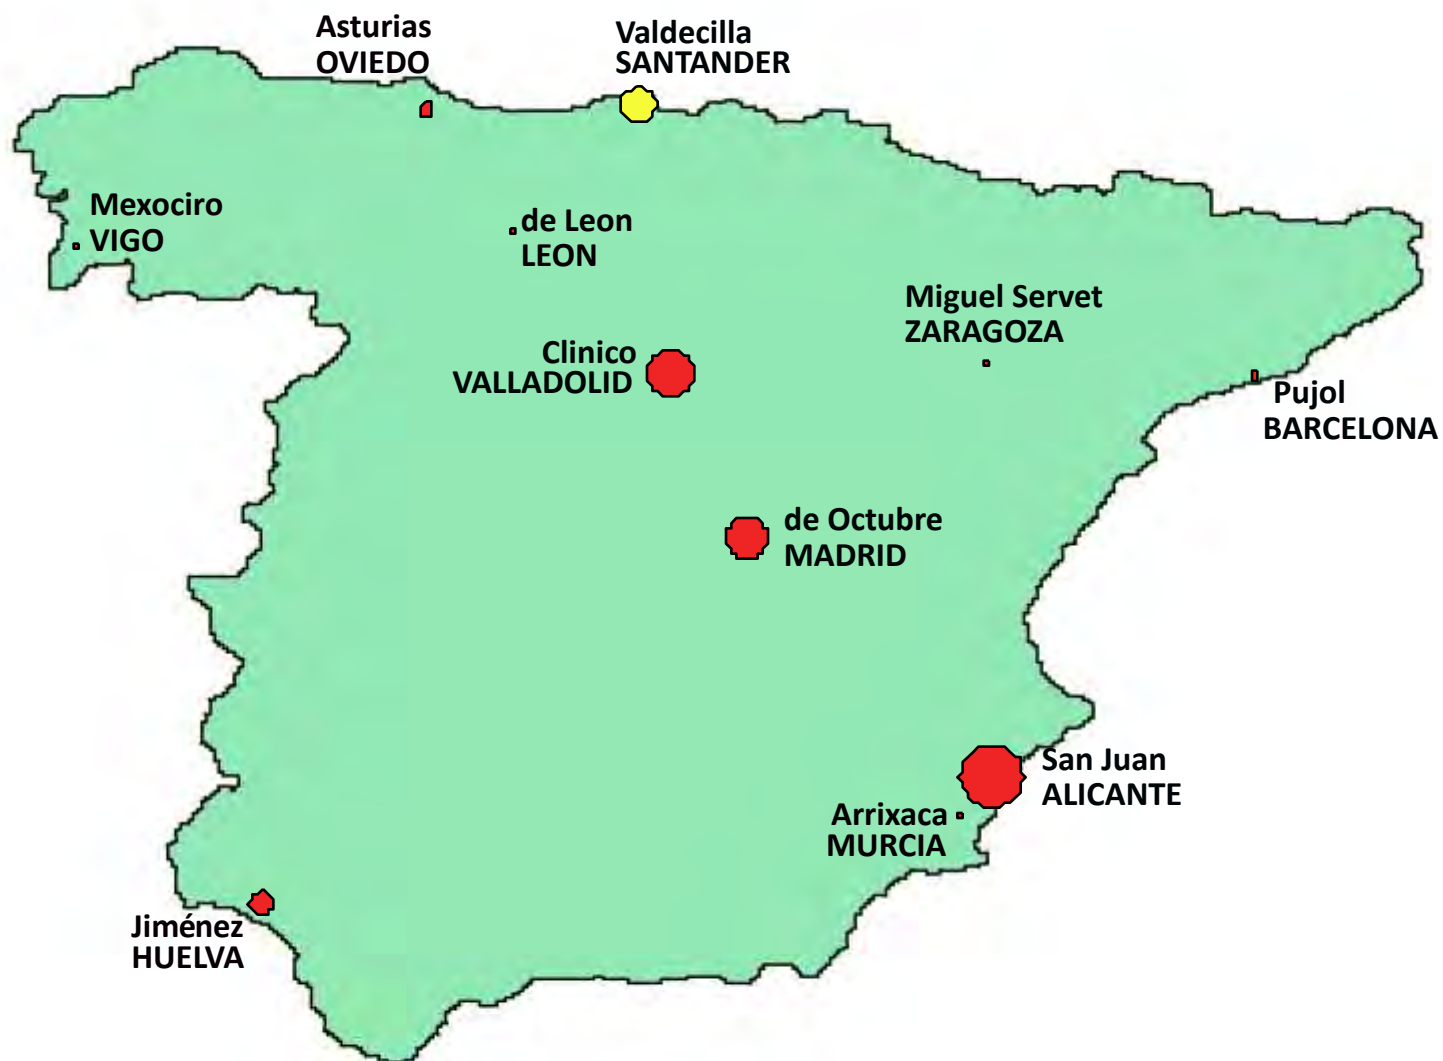 Asturias
OVIEDO
Valdecilla
SANTANDER
Mexociro
VIGO
de Leon
LEON
Miguel Servet
ZARAGOZA
Clinico
VALLADOLID
Pujol
BARCELONA
de Octubre
MADRID
San Juan
ALICANTE
Arrixaca
MURCIA
Jiménez
HUELVA